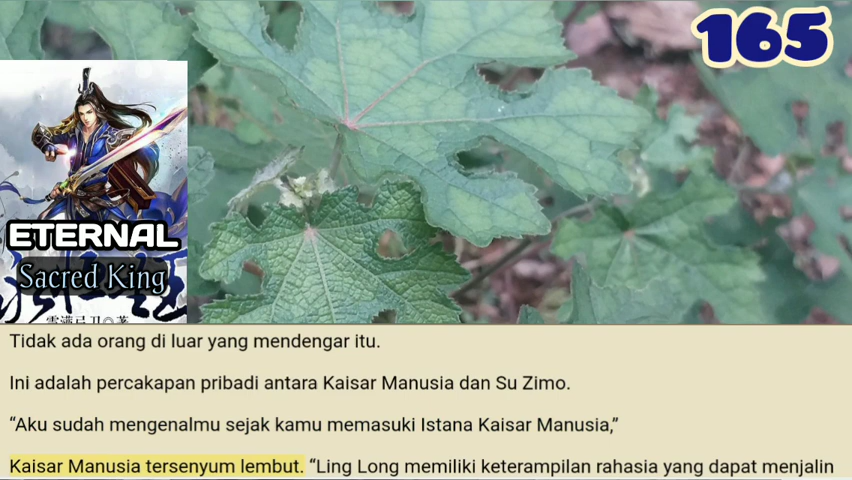 165
ETERNAL
Sacred King
Tidak ada orang di luar yang mendengar itu.
Ini adalah percakapan pribadi antara Kaisar Manusia dan Su Zimo.
“Aku sudah mengenalmu sejak kamu memasuki Istana Kaisar Manusia,”
Kaisar Manusia tersenyum lembut. “Ling Long memiliki keterampilan rahasia yang dapat menjalin